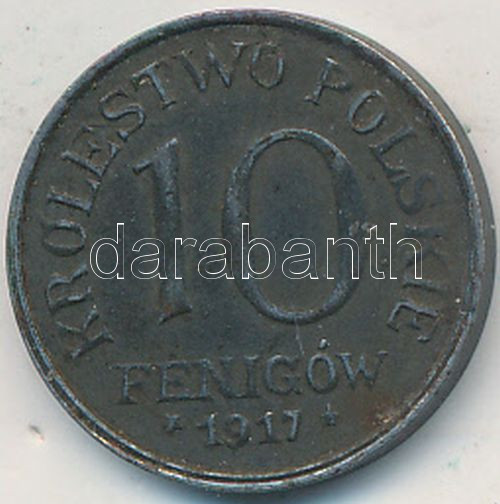 KRÓLESTWO POLSKIE
10
FENIGÓW
* 1917 *
darabanth